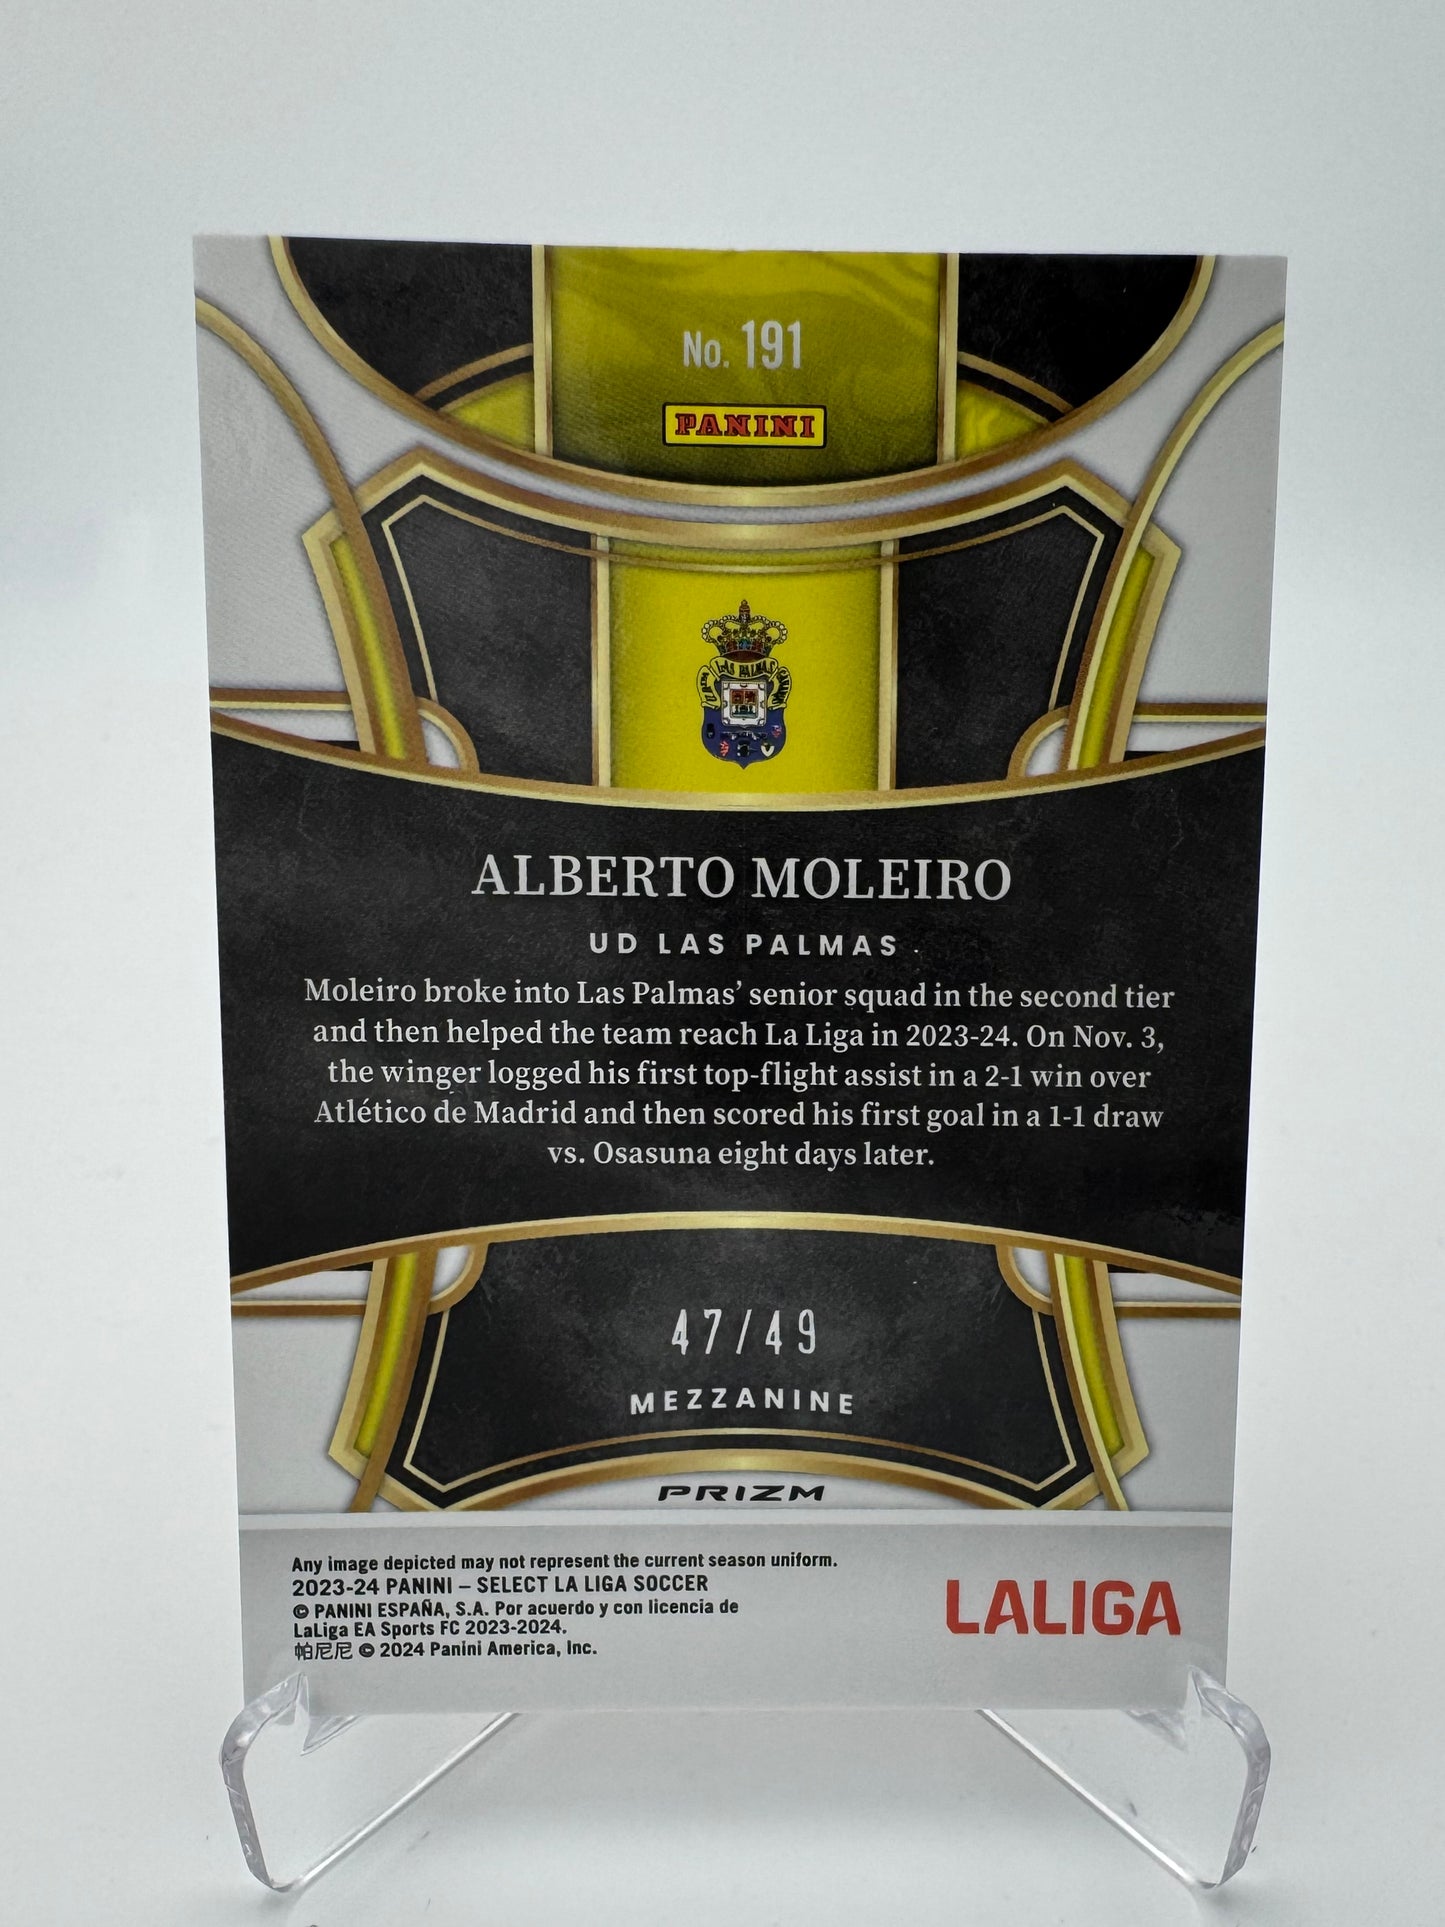 No. 191
PANINI
LAS PALMAS
ALBERTO MOLEIRO
UD LAS PALMAS
Moleiro broke into Las Palmas’ senior squad in the second tier
and then helped the team reach La Liga in 2023-24. On Nov. 3,
the winger logged his first top-flight assist in a 2-1 win over
Atlético de Madrid and then scored his first goal in a 1-1 draw
vs. Osasuna eight days later.
47/49
MEZZANINE
PRIZM
Any image depicted may not represent the current season uniform.
2023-24 PANINI – SELECT LA LIGA SOCCER
© PANINI ESPAÑA, S.A. Por acuerdo y con licencia de
LaLiga EA Sports FC 2023-2024.
帕尼尼 © 2024 Panini America, Inc.
LALIGA